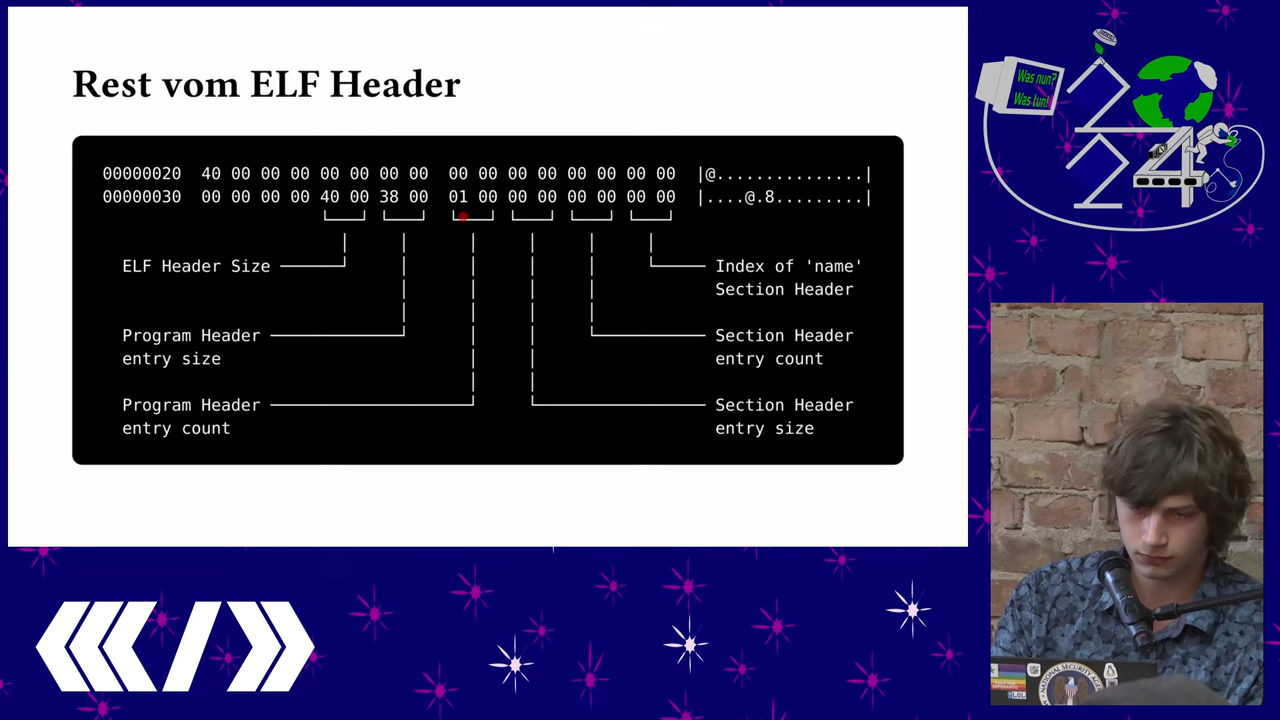 Rest vom ELF Header
00000020 40 00 00 00 00 00 00 00 00 00 00 00 00 00 00 00 |@...............|
00000030 00 00 00 00 40 00 38 00 01 00 00 00 00 00 00 00 |....@.8.........|
ELF Header Size
Index of 'name'
Section Header
Program Header
entry size
Section Header
entry count
Program Header
entry count
Section Header
entry size
Was nun?
Was tun!
24
</>
NATIONAL SECURITY